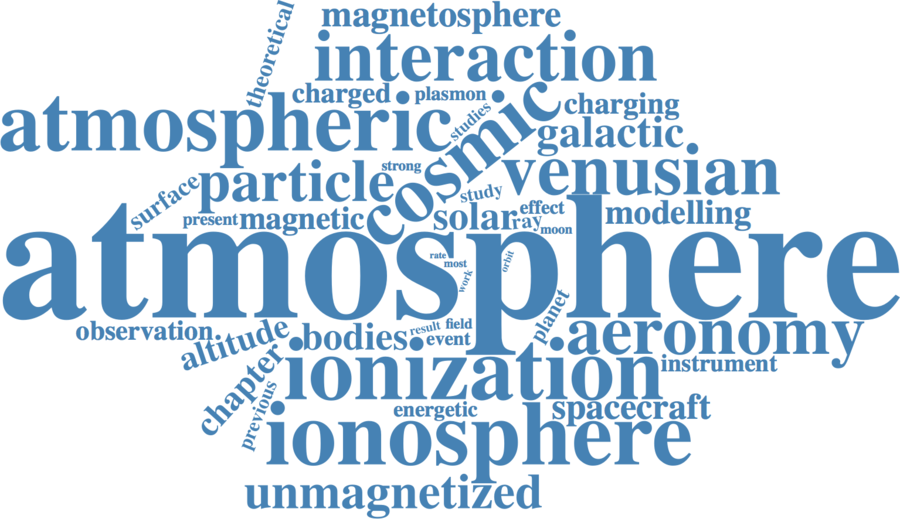 theoretical
magnetosphere
interaction
charged
plasmon
studies
cosmic
charging
atmospheric
galactic
strong
venusian
particle
surface
study
present
magnetic
solar
ray
effect
moon
modelling
atmosphere
rate
most
work
orbit
planet
observation
altitude
bodies
result
field
event
aeronomy
chapter
ionization
instrument
previous
energetic
spacecraft
ionosphere
unmagnetized